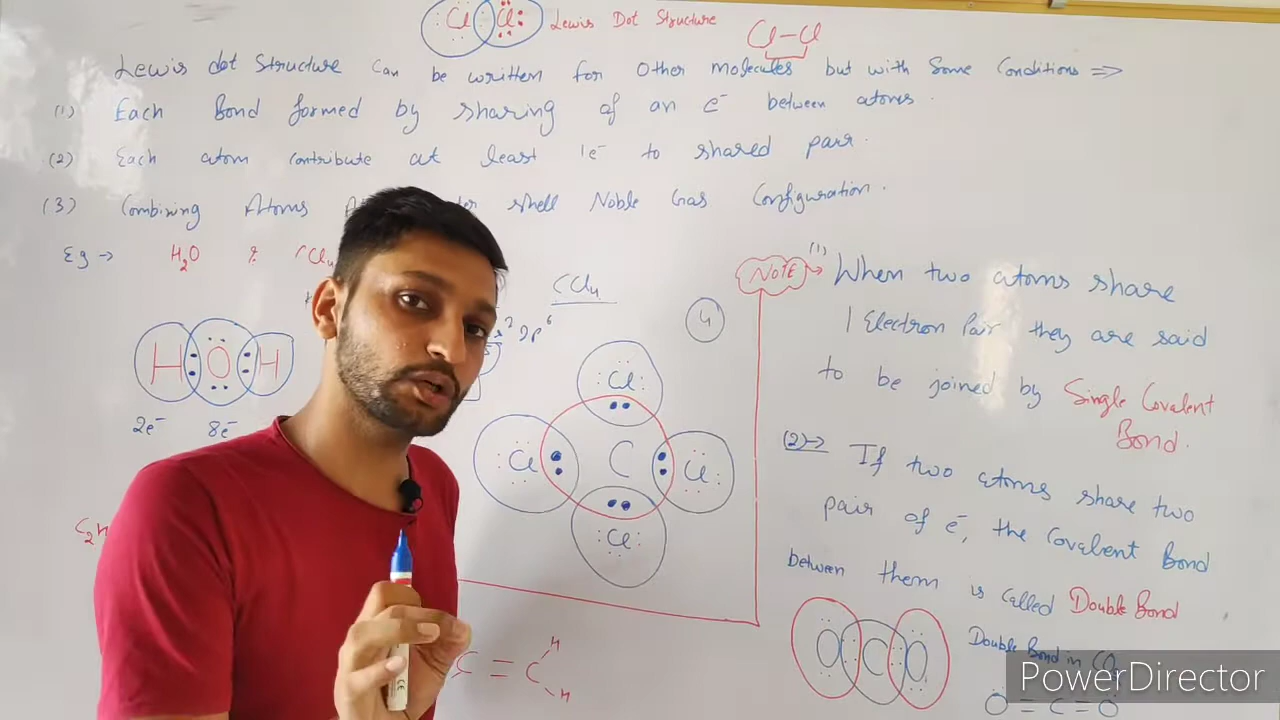 Cl Cl Lewis Dot Structure Cl-Cl
Lewis dot Structure Can be written for Other molecules but with Some Conditions =>
(1) Each Bond formed by sharing of an e- between atoms.
(2) Each atom contribute at least 1e- to shared pair.
(3) Combining Atoms shell Noble Gas Configuration.
Eg → H2O &
CCl4
3p6
4
H O H
2e- 8e-
Cl
Cl C Cl
Cl
C = C H
H
NOTE → (1) When two atoms share
1 Electron Pair they are said
to be joined by Single Covalent
Bond.
(2)→ If two atoms share two
pair of e-, the Covalent Bond
between them is called Double Bond
O C O
Double Bond in CO
O = C = O
PowerDirector